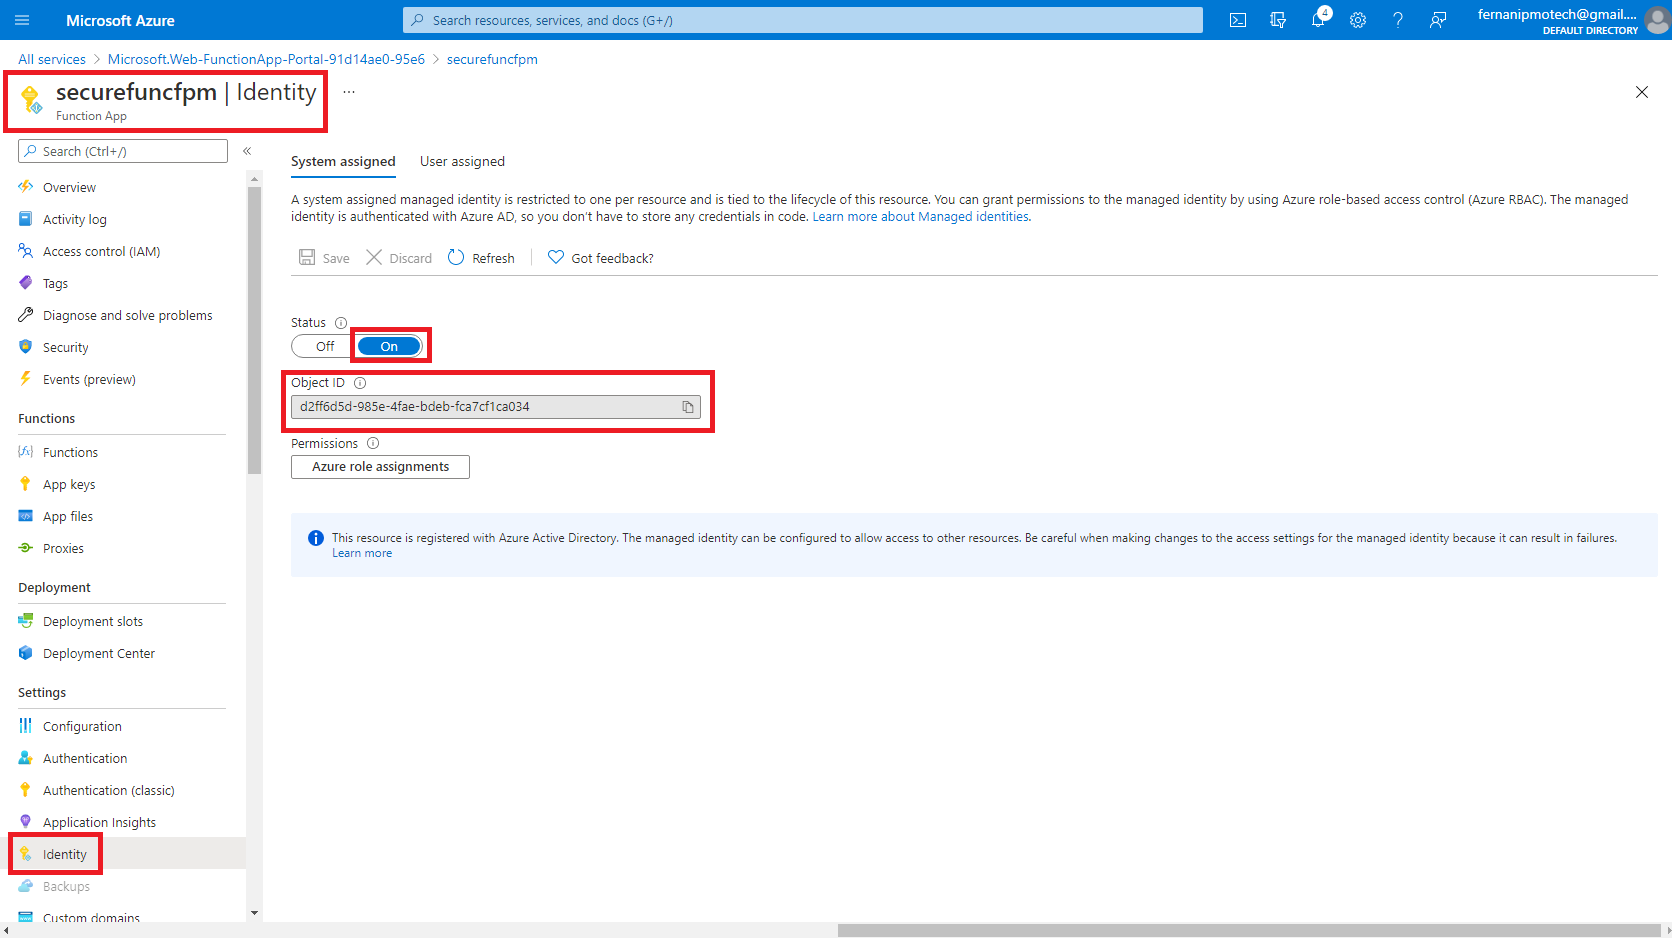 Microsoft Azure
Search resources, services, and docs (G+/)
4
fernanipmotech@gmail....
DEFAULT DIRECTORY
All services > Microsoft.Web-FunctionApp-Portal-91d14ae0-95e6 > securefuncfpm
securefuncfpm | Identity ...
Function App
Search (Ctrl+/)
«
Overview
Activity log
Access control (IAM)
Tags
Diagnose and solve problems
Security
Events (preview)
Functions
Functions
App keys
App files
Proxies
Deployment
Deployment slots
Deployment Center
Settings
Configuration
Authentication
Authentication (classic)
Application Insights
Identity
Backups
Custom domains
System assigned User assigned
A system assigned managed identity is restricted to one per resource and is tied to the lifecycle of this resource. You can grant permissions to the managed identity by using Azure role-based access control (Azure RBAC). The managed
identity is authenticated with Azure AD, so you don't have to store any credentials in code. Learn more about Managed identities.
Save Discard Refresh Got feedback?
Status
Off On
Object ID
d2ff6d5d-985e-4fae-bdeb-fca7cf1ca034
Permissions
Azure role assignments
This resource is registered with Azure Active Directory. The managed identity can be configured to allow access to other resources. Be careful when making changes to the access settings for the managed identity because it can result in failures.
Learn more